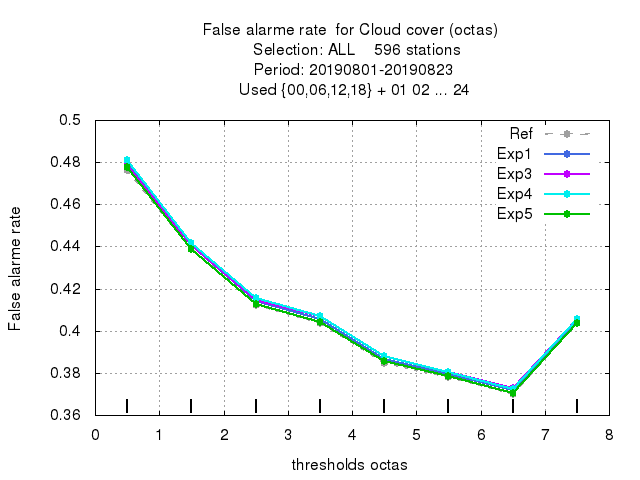 False alarme rate  for Cloud cover (octas)
Selection: ALL    596 stations
Period: 20190801-20190823
Used {00,06,12,18} + 01 02 ... 24
Ref
Exp1
Exp3
Exp4
Exp5
0.5
0.48
0.46
0.44
0.42
0.4
0.38
0.36
False alarme rate
0 1 2 3 4 5 6 7 8
thresholds octas